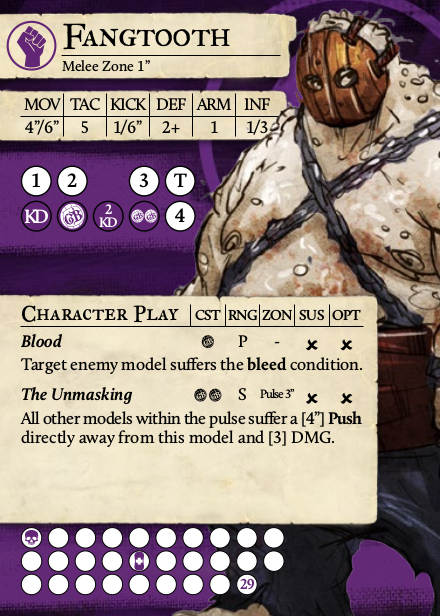 Fangtooth
Melee Zone 1"
MOV TAC KICK DEF ARM INF
4"/6" 5 1/6" 2+ 1 1/3
1 2 3 T
KD GB 2 KD 4
Character Play CST RNG ZON SUS OPT
Blood P - ✘ ✘
Target enemy model suffers the bleed condition.
The Unmasking S Pulse 3" ✘ ✘
All other models within the pulse suffer a [4"] Push
directly away from this model and [3] DMG.
29